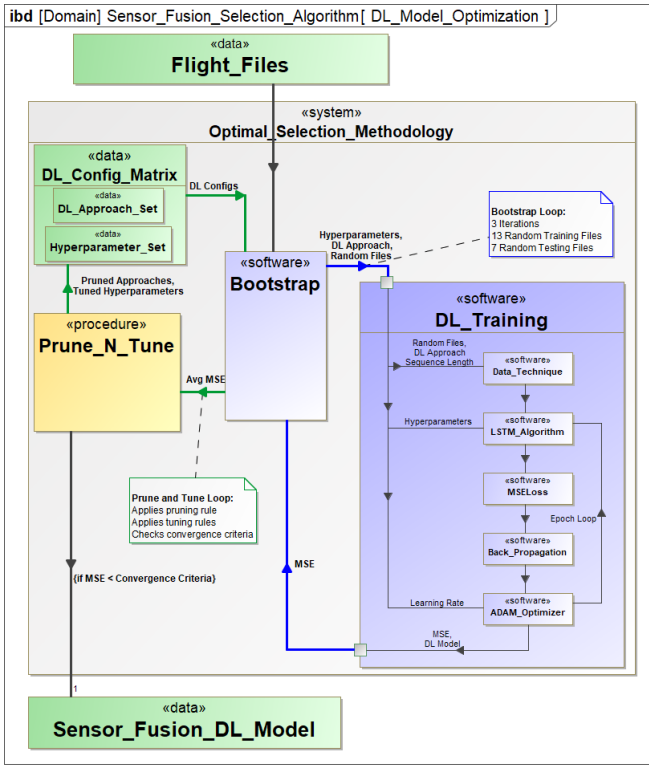 ibd [Domain] Sensor_Fusion_Selection_Algorithm[ DL_Model_Optimization ]
«data»
Flight_Files
«system»
Optimal_Selection_Methodology
«data»
DL_Config_Matrix
«data»
DL_Approach_Set
«data»
Hyperparameter_Set
DL Configs
Bootstrap Loop:
3 Iterations
13 Random Training Files
7 Random Testing Files
Hyperparameters,
DL Approach,
Random Files
«software»
Bootstrap
Pruned Approaches,
Tuned Hyperparameters
«procedure»
Prune_N_Tune
Avg MSE
«software»
DL_Training
Random Files,
DL Approach
Sequence Length
«software»
Data_Technique
Hyperparameters
«software»
LSTM_Algorithm
«software»
MSELoss
Epoch Loop
«software»
Back_Propagation
Learning Rate
«software»
ADAM_Optimizer
MSE,
DL Model
Prune and Tune Loop:
Applies pruning rule
Applies tuning rules
Checks convergence criteria
MSE
{if MSE < Convergence Criteria}
1
«data»
Sensor_Fusion_DL_Model